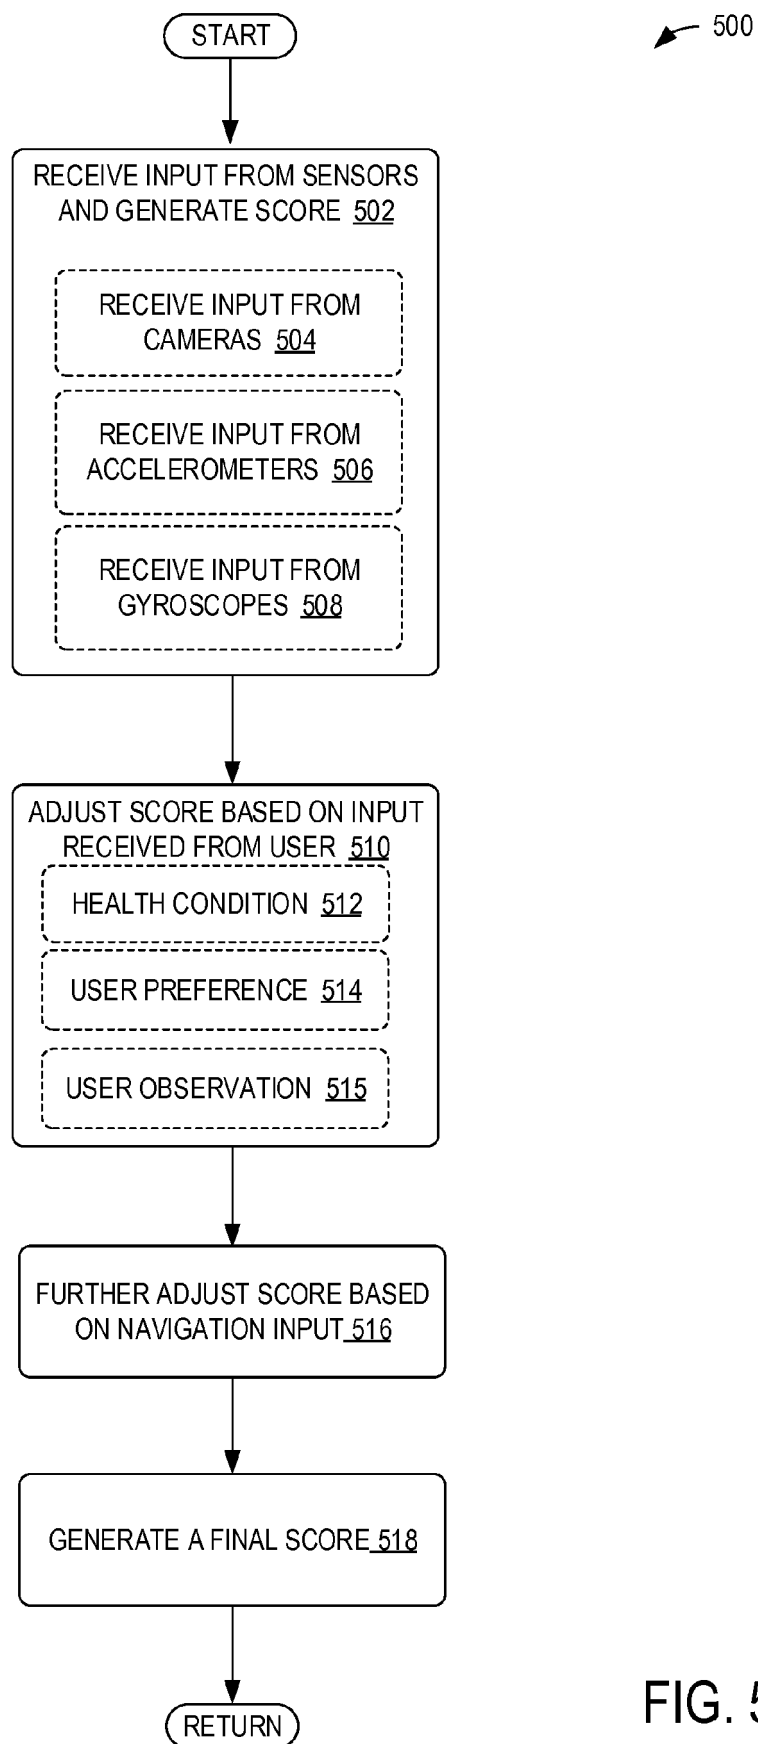 START
500
RECEIVE INPUT FROM SENSORS
AND GENERATE SCORE 502
RECEIVE INPUT FROM
CAMERAS 504
RECEIVE INPUT FROM
ACCELEROMETERS 506
RECEIVE INPUT FROM
GYROSCOPES 508
ADJUST SCORE BASED ON INPUT
RECEIVED FROM USER 510
HEALTH CONDITION 512
USER PREFERENCE 514
USER OBSERVATION 515
FURTHER ADJUST SCORE BASED
ON NAVIGATION INPUT 516
GENERATE A FINAL SCORE 518
RETURN
FIG. 5